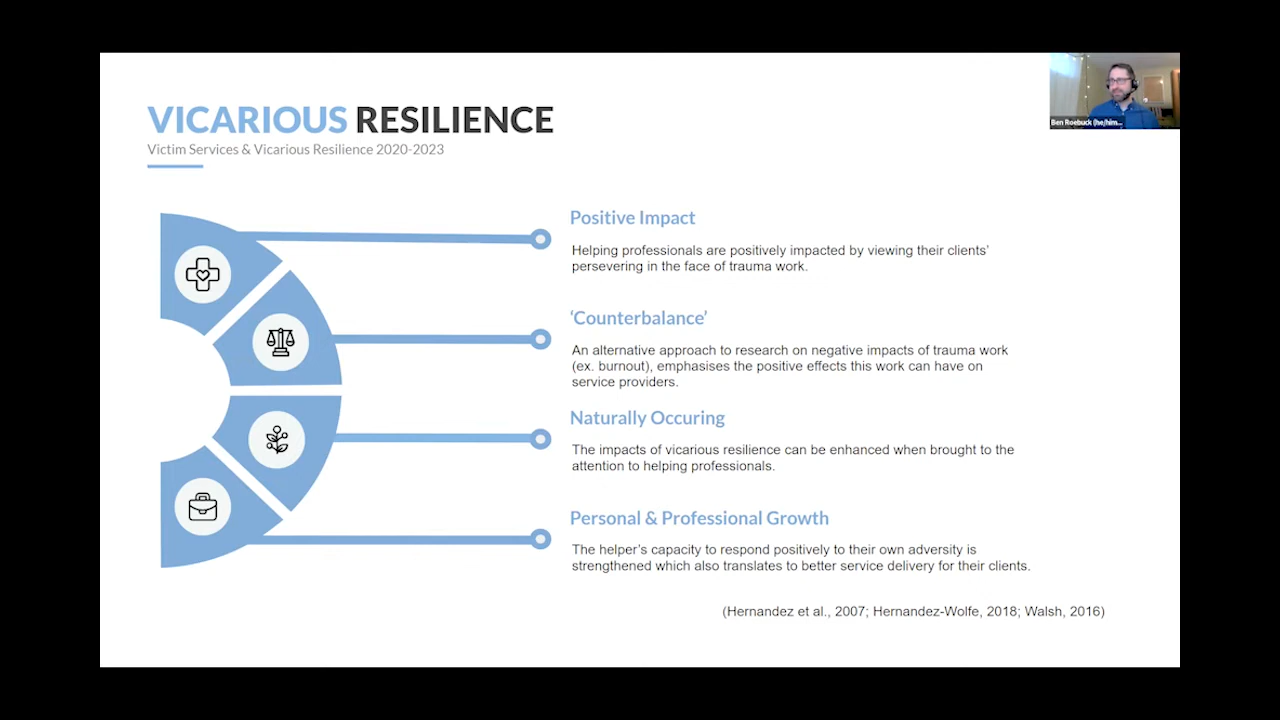 VICARIOUS RESILIENCE
Victim Services & Vicarious Resilience 2020-2023
Ben Roebuck (he/him...
Positive Impact
Helping professionals are positively impacted by viewing their clients'
persevering in the face of trauma work.
‘Counterbalance’
An alternative approach to research on negative impacts of trauma work
(ex. burnout), emphasises the positive effects this work can have on
service providers.
Naturally Occuring
The impacts of vicarious resilience can be enhanced when brought to the
attention to helping professionals.
Personal & Professional Growth
The helper's capacity to respond positively to their own adversity is
strengthened which also translates to better service delivery for their clients.
(Hernandez et al., 2007; Hernandez-Wolfe, 2018; Walsh, 2016)